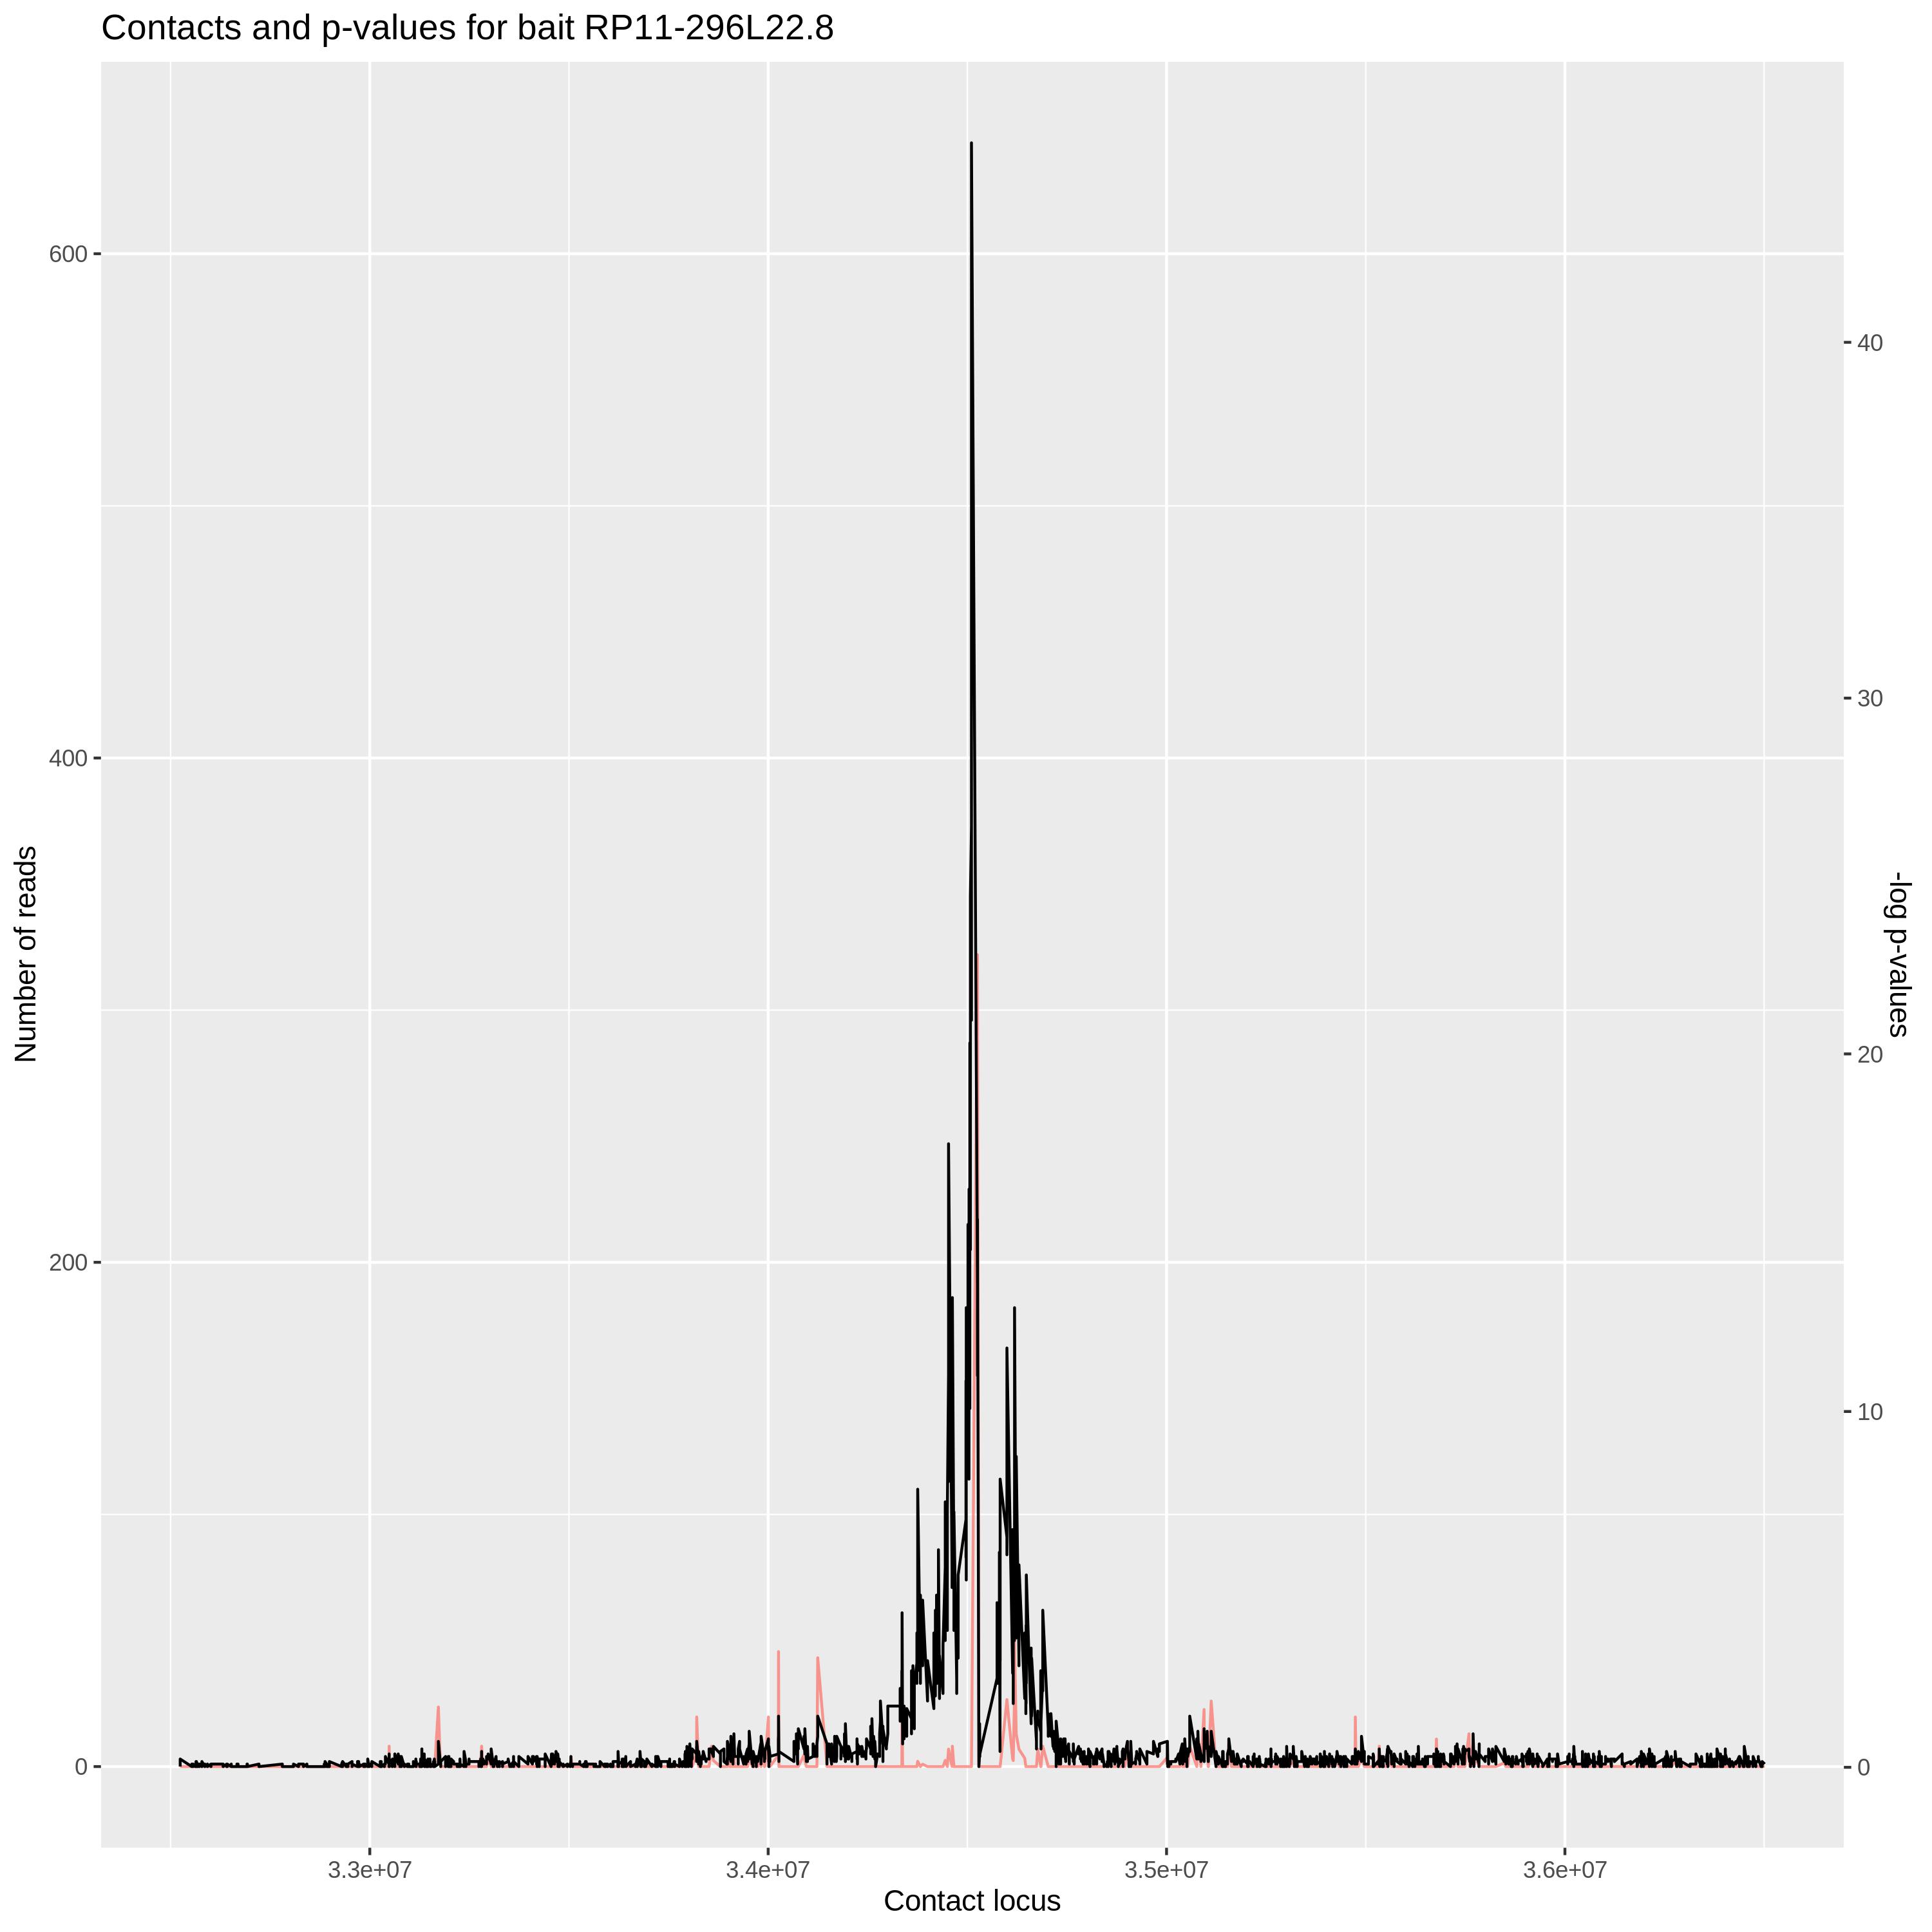 Contacts and p-values for bait RP11-296L22.8
600
400
200
0
Number of reads
40
30
20
10
0
-log p-values
3.3e+07
3.4e+07
3.5e+07
3.6e+07
Contact locus